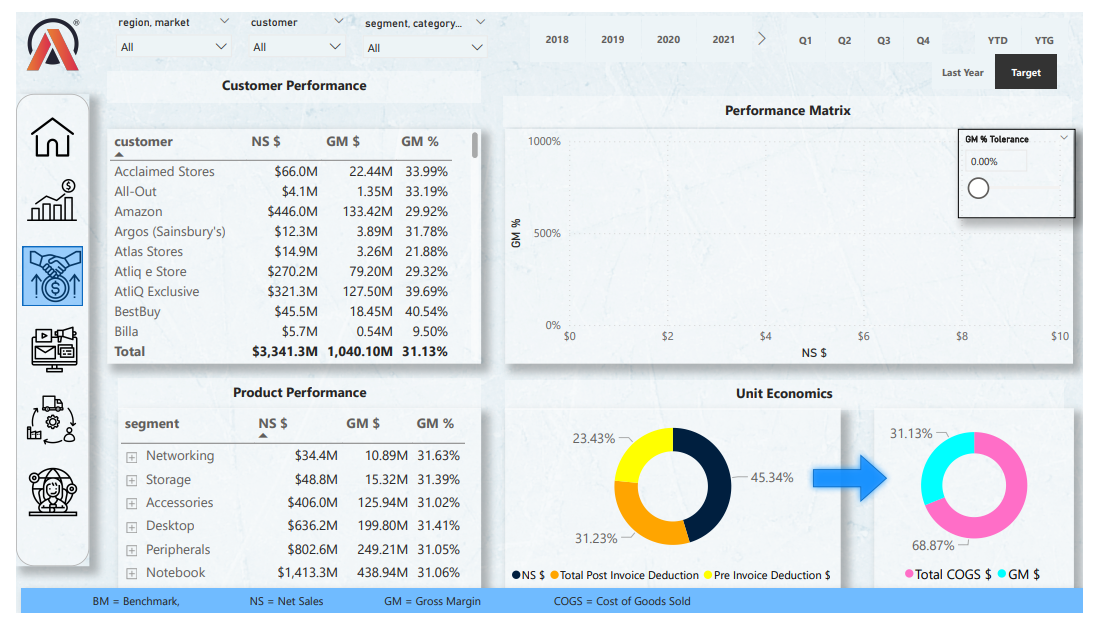 region, market
customer
segment, category...
All
All
All
2018
2019
2020
2021
Q1
Q2
Q3
Q4
YTD
YTG
Last Year
Target
Customer Performance
customer NS $ GM $ GM %
Acclaimed Stores $66.0M 22.44M 33.99%
All-Out $4.1M 1.35M 33.19%
Amazon $446.0M 133.42M 29.92%
Argos (Sainsbury's) $12.3M 3.89M 31.78%
Atlas Stores $14.9M 3.26M 21.88%
Atliq e Store $270.2M 79.20M 29.32%
AtliQ Exclusive $321.3M 127.50M 39.69%
BestBuy $45.5M 18.45M 40.54%
Billa $5.7M 0.54M 9.50%
Total $3,341.3M 1,040.10M 31.13%
Performance Matrix
1000%
500%
0%
GM %
$0 $2 $4 $6 $8 $10
NS $
GM % Tolerance
0.00%
Product Performance
segment NS $ GM $ GM %
Networking $34.4M 10.89M 31.63%
Storage $48.8M 15.32M 31.39%
Accessories $406.0M 125.94M 31.02%
Desktop $636.2M 199.80M 31.41%
Peripherals $802.6M 249.21M 31.05%
Notebook $1,413.3M 438.94M 31.06%
Unit Economics
23.43%
45.34%
31.23%
NS $ Total Post Invoice Deduction Pre Invoice Deduction $
31.13%
68.87%
Total COGS $ GM $
BM = Benchmark, NS = Net Sales GM = Gross Margin COGS = Cost of Goods Sold